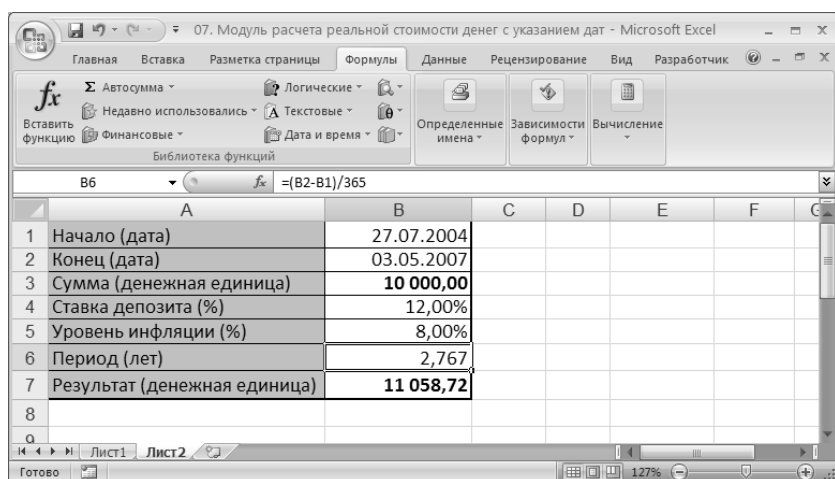 07. Модуль расчета реальной стоимости денег с указанием дат - Microsoft Excel
Главная Вставка Разметка страницы Формулы Данные Рецензирование Вид Разработчик
fx Вставить функцию
Σ Автосумма
Недавно использовались
Финансовые
Логические
Текстовые
Дата и время
Определенные имена
Зависимости формул
Вычисление
Библиотека функций
B6 fx =(B2-B1)/365
A B C D E F G
1 Начало (дата) 27.07.2004
2 Конец (дата) 03.05.2007
3 Сумма (денежная единица) 10 000,00
4 Ставка депозита (%) 12,00%
5 Уровень инфляции (%) 8,00%
6 Период (лет) 2,767
7 Результат (денежная единица) 11 058,72
8
9
Лист1 Лист2
Готово 127%